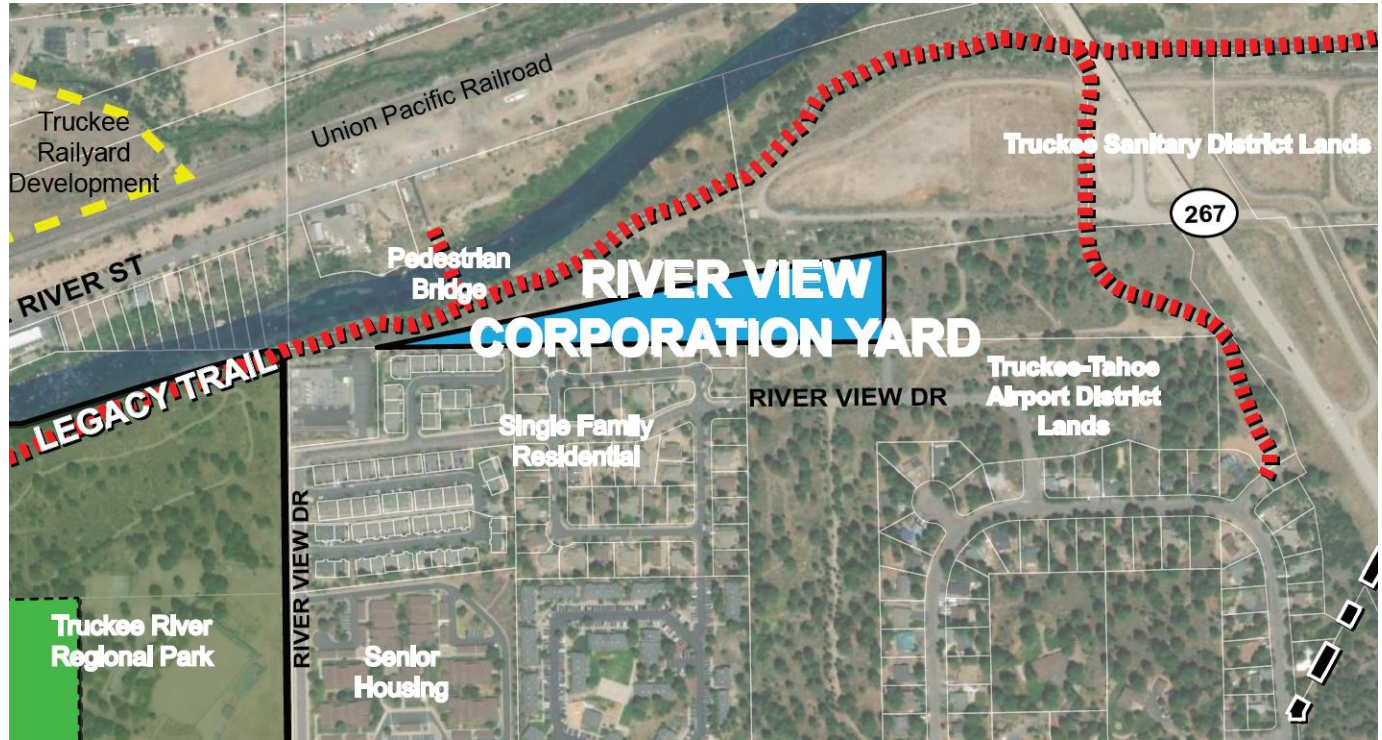 Truckee
Railyard
Development
Union Pacific Railroad
Truckee Sanitary District Lands
267
RIVER ST
Pedestrian
Bridge
RIVER VIEW
CORPORATION YARD
LEGACY TRAIL
RIVER VIEW DR
Truckee-Tahoe
Airport District
Lands
Single Family
Residential
RIVER VIEW DR
Truckee River
Regional Park
Senior
Housing